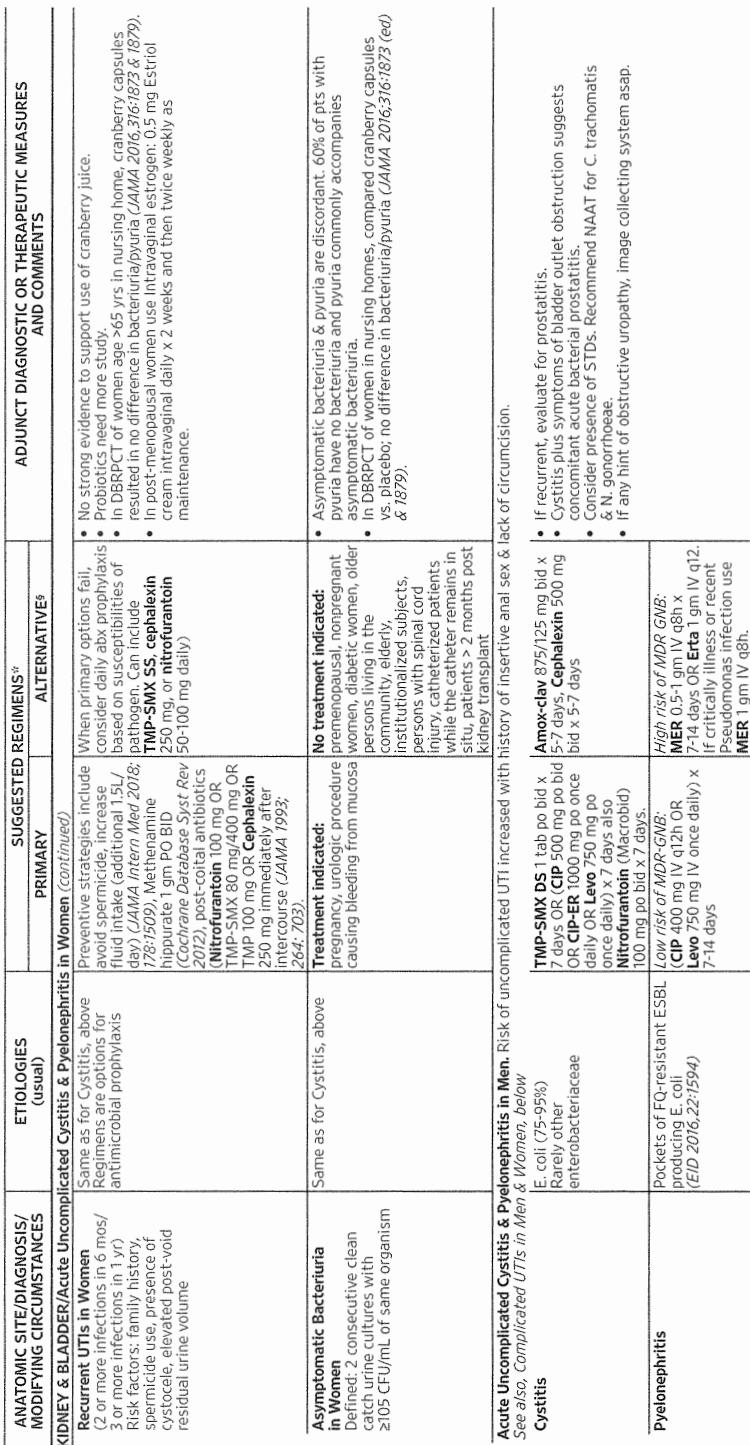 ANATOMIC SITE/DIAGNOSIS/
MODIFYING CIRCUMSTANCES
ETIOLOGIES
(usual)
SUGGESTED REGIMENS*
PRIMARY
ALTERNATIVE§
ADJUNCT DIAGNOSTIC OR THERAPEUTIC MEASURES
AND COMMENTS
KIDNEY & BLADDER/Acute Uncomplicated Cystitis & Pyelonephritis in Women (continued)
Recurrent UTIs in Women
(2 or more infections in 6 mos/
3 or more infections in 1 yr)
Risk factors: family history,
spermicide use, presence of
cystocele, elevated post-void
residual urine volume
Same as for Cystitis, above
Regimens are options for
antimicrobial prophylaxis
Preventive strategies include
avoid spermicide, increase
fluid intake (additional 1.5L/
day) (JAMA Intern Med 2018;
178:1509), Methenamine
hippurate 1 gm PO BID
(Cochrane Database Syst Rev
2012), post-coital antibiotics
(Nitrofurantoin 100 mg OR
TMP-SMX 80 mg/400 mg OR
TMP 100 mg OR Cephalexin
250 mg immediately after
intercourse (JAMA 1993;
264: 703).
When primary options fail,
consider daily abx prophylaxis
based on susceptibilities of
pathogen. Can include
TMP-SMX SS, cephalexin
250 mg, or nitrofurantoin
50-100 mg daily)
• No strong evidence to support use of cranberry juice.
• Probiotics need more study.
• In DBRPCT of women age >65 yrs in nursing home, cranberry capsules
resulted in no difference in bacteriuria/pyuria (JAMA 2016,316:1873 & 1879).
• In post-menopausal women use Intravaginal estrogen: 0.5 mg Estriol
cream intravaginal daily x 2 weeks and then twice weekly as
maintenance.
Asymptomatic Bacteriuria
in Women
Defined: 2 consecutive clean
catch urine cultures with
≥105 CFU/mL of same organism
Same as for Cystitis, above
Treatment indicated:
pregnancy, urologic procedure
causing bleeding from mucosa
No treatment indicated:
premenopausal, nonpregnant
women, diabetic women, older
persons living in the
community, elderly,
institutionalized subjects,
persons with spinal cord
injury, catheterized patients
while the catheter remains in
situ, patients > 2 months post
kidney transplant
• Asymptomatic bacteriuria & pyuria are discordant. 60% of pts with
pyuria have no bacteriuria and pyuria commonly accompanies
asymptomatic bacteriuria.
• In DBRPCT of women in nursing homes, compared cranberry capsules
vs. placebo; no difference in bacteriuria/pyuria (JAMA 2016;316:1873 (ed)
& 1879).
Acute Uncomplicated Cystitis & Pyelonephritis in Men. Risk of uncomplicated UTI increased with history of insertive anal sex & lack of circumcision.
See also, Complicated UTIs in Men & Women, below
Cystitis
E. coli (75-95%)
Rarely other
enterobacteriaceae
TMP-SMX DS 1 tab po bid x
7 days OR (CIP 500 mg po bid
OR CIP-ER 1000 mg po once
daily OR Levo 750 mg po
once daily) x 7 days also
Nitrofurantoin (Macrobid)
100 mg po bid x 7 days.
Amox-clav 875/125 mg bid x
5-7 days, Cephalexin 500 mg
bid x 5-7 days
• If recurrent, evaluate for prostatitis.
• Cystitis plus symptoms of bladder outlet obstruction suggests
concomitant acute bacterial prostatitis.
• Consider presence of STDs. Recommend NAAT for C. trachomatis
& N. gonorrhoeae.
• If any hint of obstructive uropathy, image collecting system asap.
Pyelonephritis
Pockets of FQ-resistant ESBL
producing E. coli
(EID 2016,22:1594)
Low risk of MDR-GNB:
(CIP 400 mg IV q12h OR
Levo 750 mg IV once daily) x
7-14 days
High risk of MDR GNB:
MER 0.5-1 gm IV q8h x
7-14 days OR Erta 1 gm IV q12.
If critically illness or recent
Pseudomonas infection use
MER 1 gm IV q8h.